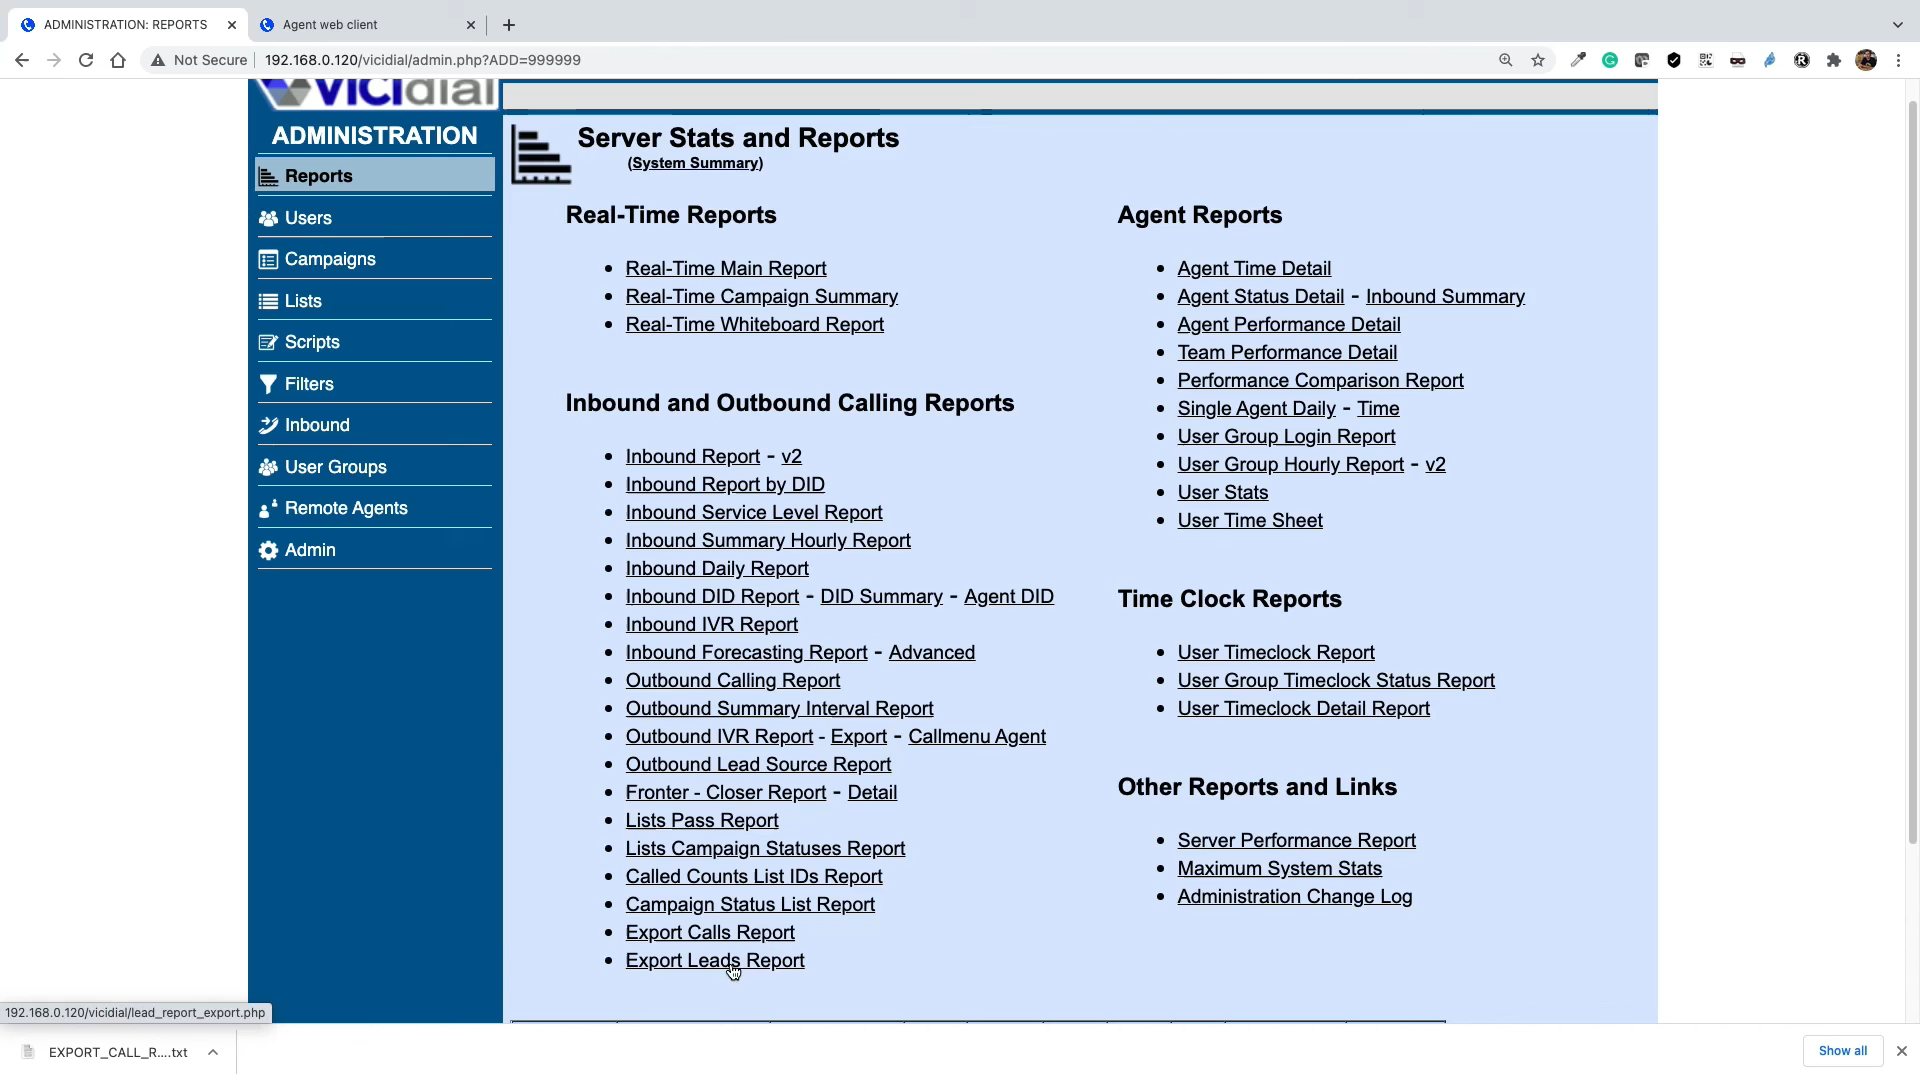 ADMINISTRATION: REPORTS
Agent web client
Not Secure
192.168.0.120/vicidial/admin.php?ADD=999999
vicidial
ADMINISTRATION
Reports
Users
Campaigns
Lists
Scripts
Filters
Inbound
User Groups
Remote Agents
Admin
Server Stats and Reports
(System Summary)
Real-Time Reports
Real-Time Main Report
Real-Time Campaign Summary
Real-Time Whiteboard Report
Inbound and Outbound Calling Reports
Inbound Report - v2
Inbound Report by DID
Inbound Service Level Report
Inbound Summary Hourly Report
Inbound Daily Report
Inbound DID Report - DID Summary - Agent DID
Inbound IVR Report
Inbound Forecasting Report - Advanced
Outbound Calling Report
Outbound Summary Interval Report
Outbound IVR Report - Export - Callmenu Agent
Outbound Lead Source Report
Fronter - Closer Report - Detail
Lists Pass Report
Lists Campaign Statuses Report
Called Counts List IDs Report
Campaign Status List Report
Export Calls Report
Export Leads Report
Agent Reports
Agent Time Detail
Agent Status Detail - Inbound Summary
Agent Performance Detail
Team Performance Detail
Performance Comparison Report
Single Agent Daily - Time
User Group Login Report
User Group Hourly Report - v2
User Stats
User Time Sheet
Time Clock Reports
User Timeclock Report
User Group Timeclock Status Report
User Timeclock Detail Report
Other Reports and Links
Server Performance Report
Maximum System Stats
Administration Change Log
192.168.0.120/vicidial/lead_report_export.php
EXPORT_CALL_R....txt
Show all